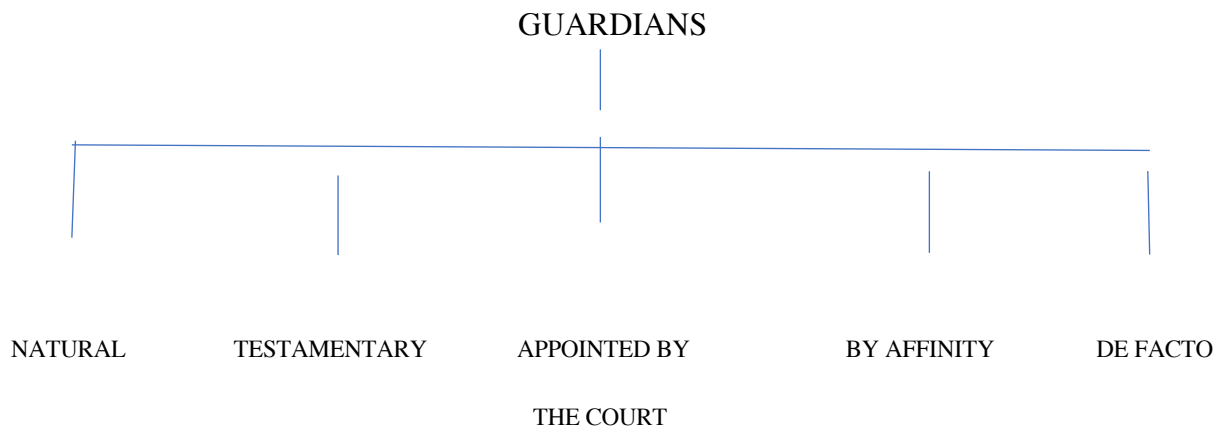 GUARDIANS
NATURAL TESTAMENTARY APPOINTED BY BY AFFINITY DE FACTO
THE COURT